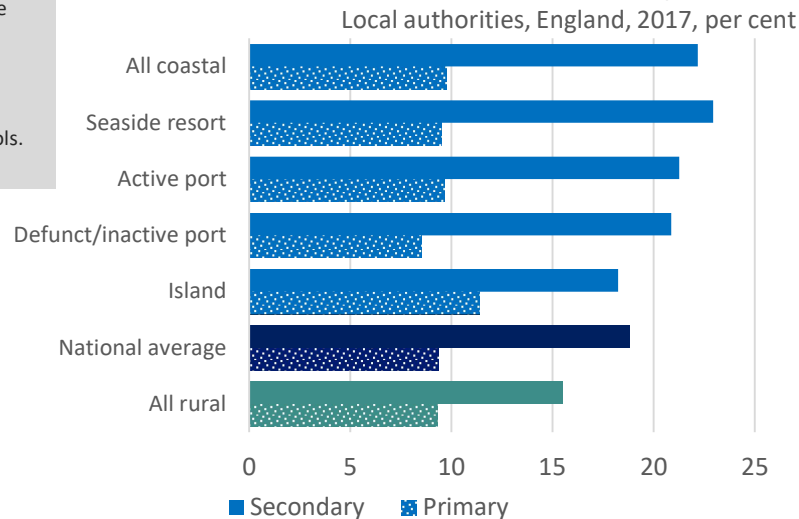 Local authorities, England, 2017, per cent
All coastal
Seaside resort
Active port
Defunct/inactive port
Island
National average
All rural
0 5 10 15 20 25
Secondary Primary